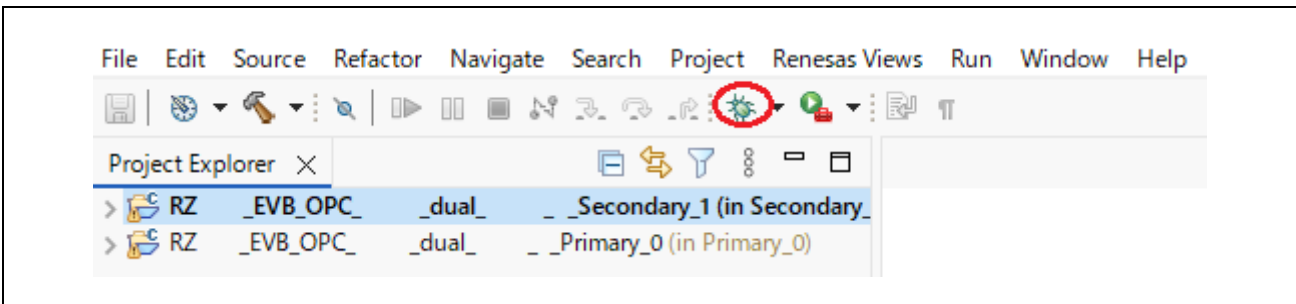 File Edit Source Refactor Navigate Search Project Renesas Views Run Window Help
Project Explorer
RZ _EVB_OPC_ _dual_ _ _Secondary_1 (in Secondary_
RZ _EVB_OPC_ _dual_ _ _Primary_0 (in Primary_0)